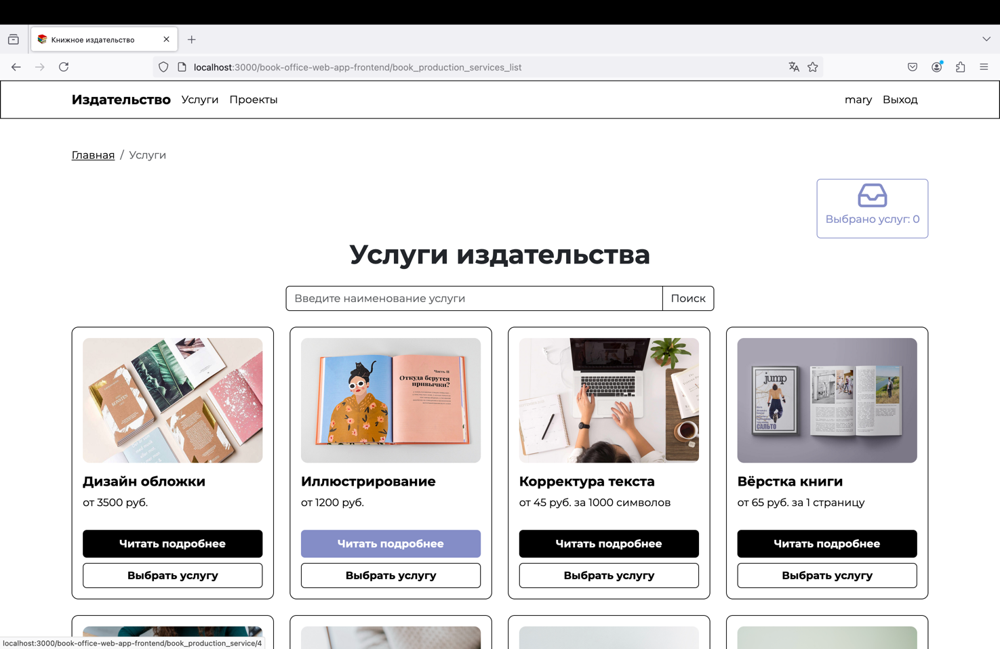 Книжное издательство
localhost:3000/book-office-web-app-frontend/book_production_services_list
Издательство Услуги Проекты mary Выход
Главная / Услуги
Выбрано услуг: 0
Услуги издательства
Введите наименование услуги Поиск
Часть II
Откуда берутся
привычки?
jump
САЛЬТО
Дизайн обложки
от 3500 руб.
Читать подробнее
Выбрать услугу
Иллюстрирование
от 1200 руб.
Читать подробнее
Выбрать услугу
Корректура текста
от 45 руб. за 1000 символов
Читать подробнее
Выбрать услугу
Вёрстка книги
от 65 руб. за 1 страницу
Читать подробнее
Выбрать услугу
localhost:3000/book-office-web-app-frontend/book_production_service/4